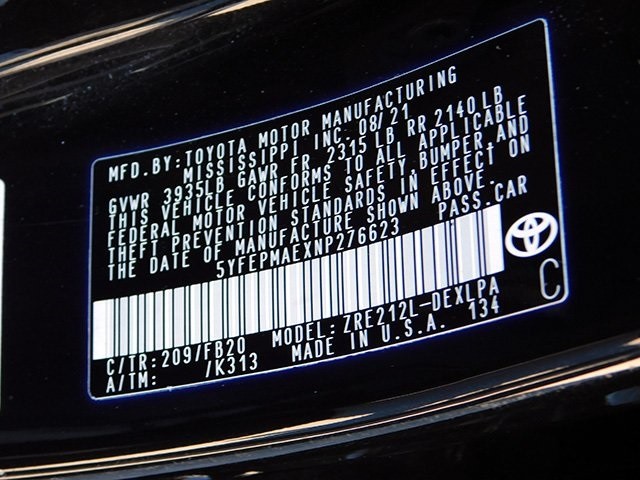 MFD.BY:TOYOTA MOTOR MANUFACTURING
MISSISSIPPI INC. 08/21
GVWR 3935LB GAWR FR 2315 LB RR 2140 LB
THIS VEHICLE CONFORMS TO ALL APPLICABLE
FEDERAL MOTOR VEHICLE SAFETY,BUMPER,AND
THEFT PREVENTION STANDARDS IN EFFECT ON
THE DATE OF MANUFACTURE SHOWN ABOVE.
5YFEPMAEXNP276623 PASS.CAR
C/TR:209/FB20 MODEL:ZRE212L-DEXLPA
A/TM: /K313 MADE IN U.S.A. 134
C